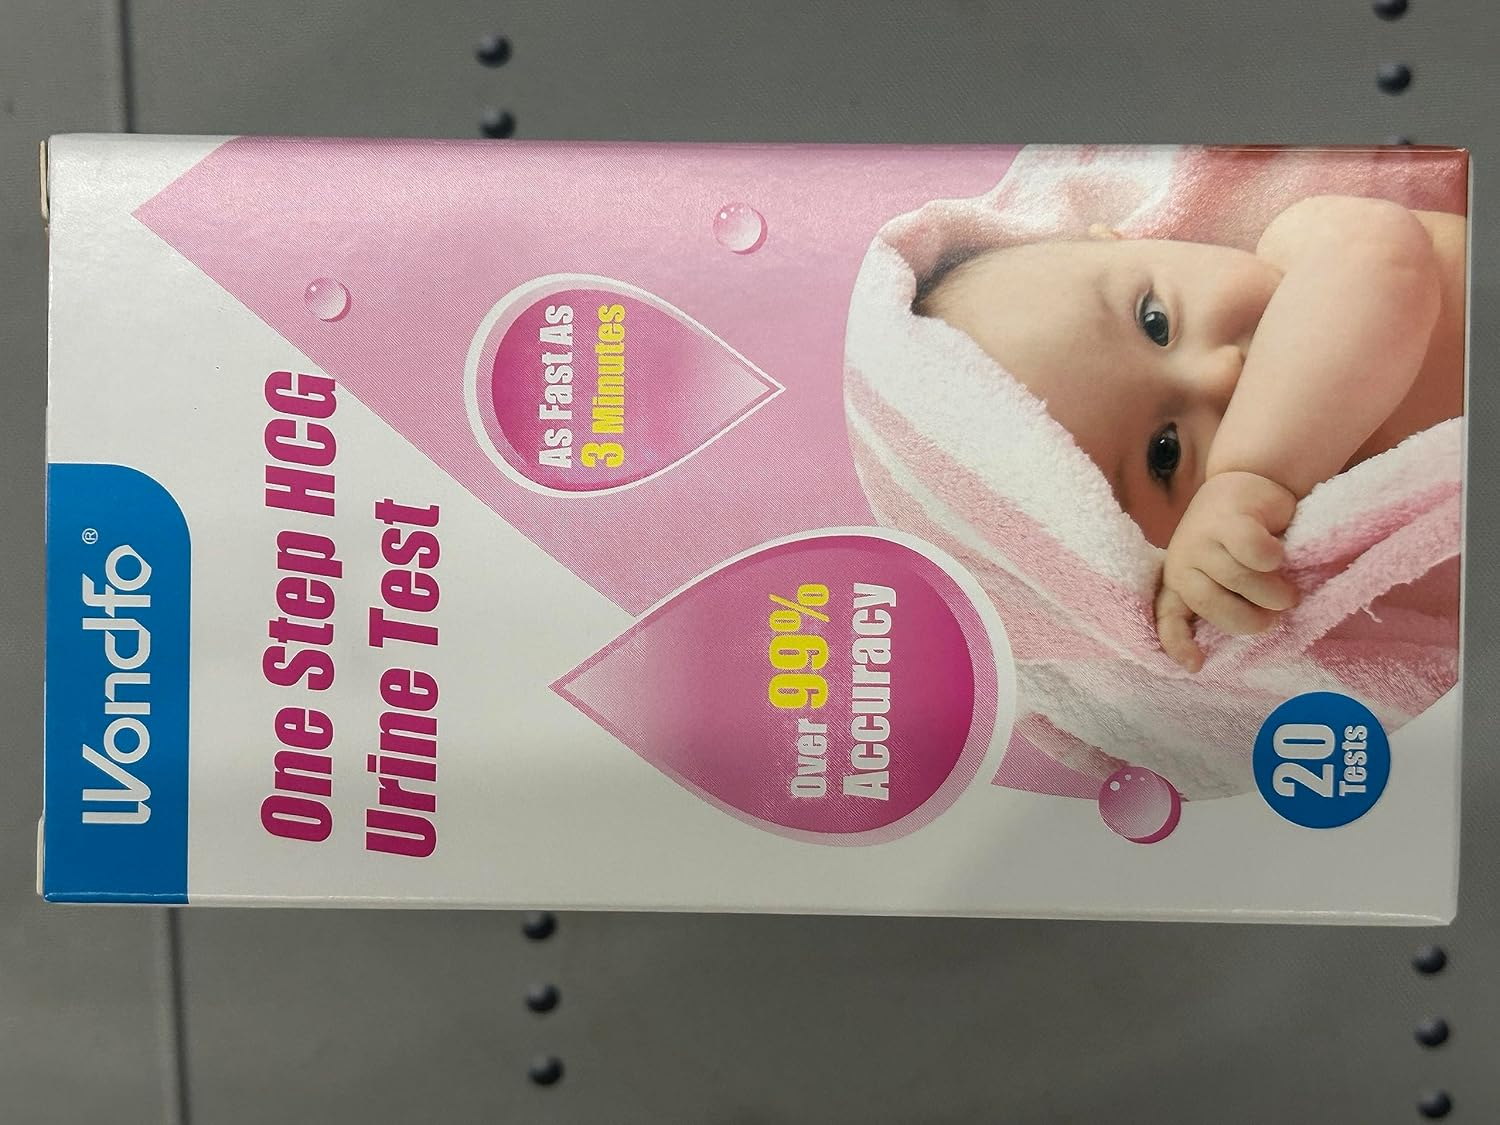 Wondfo®
One Step HCG
Urine Test
As Fast As
3 Minutes
Over 99%
Accuracy
20
Tests